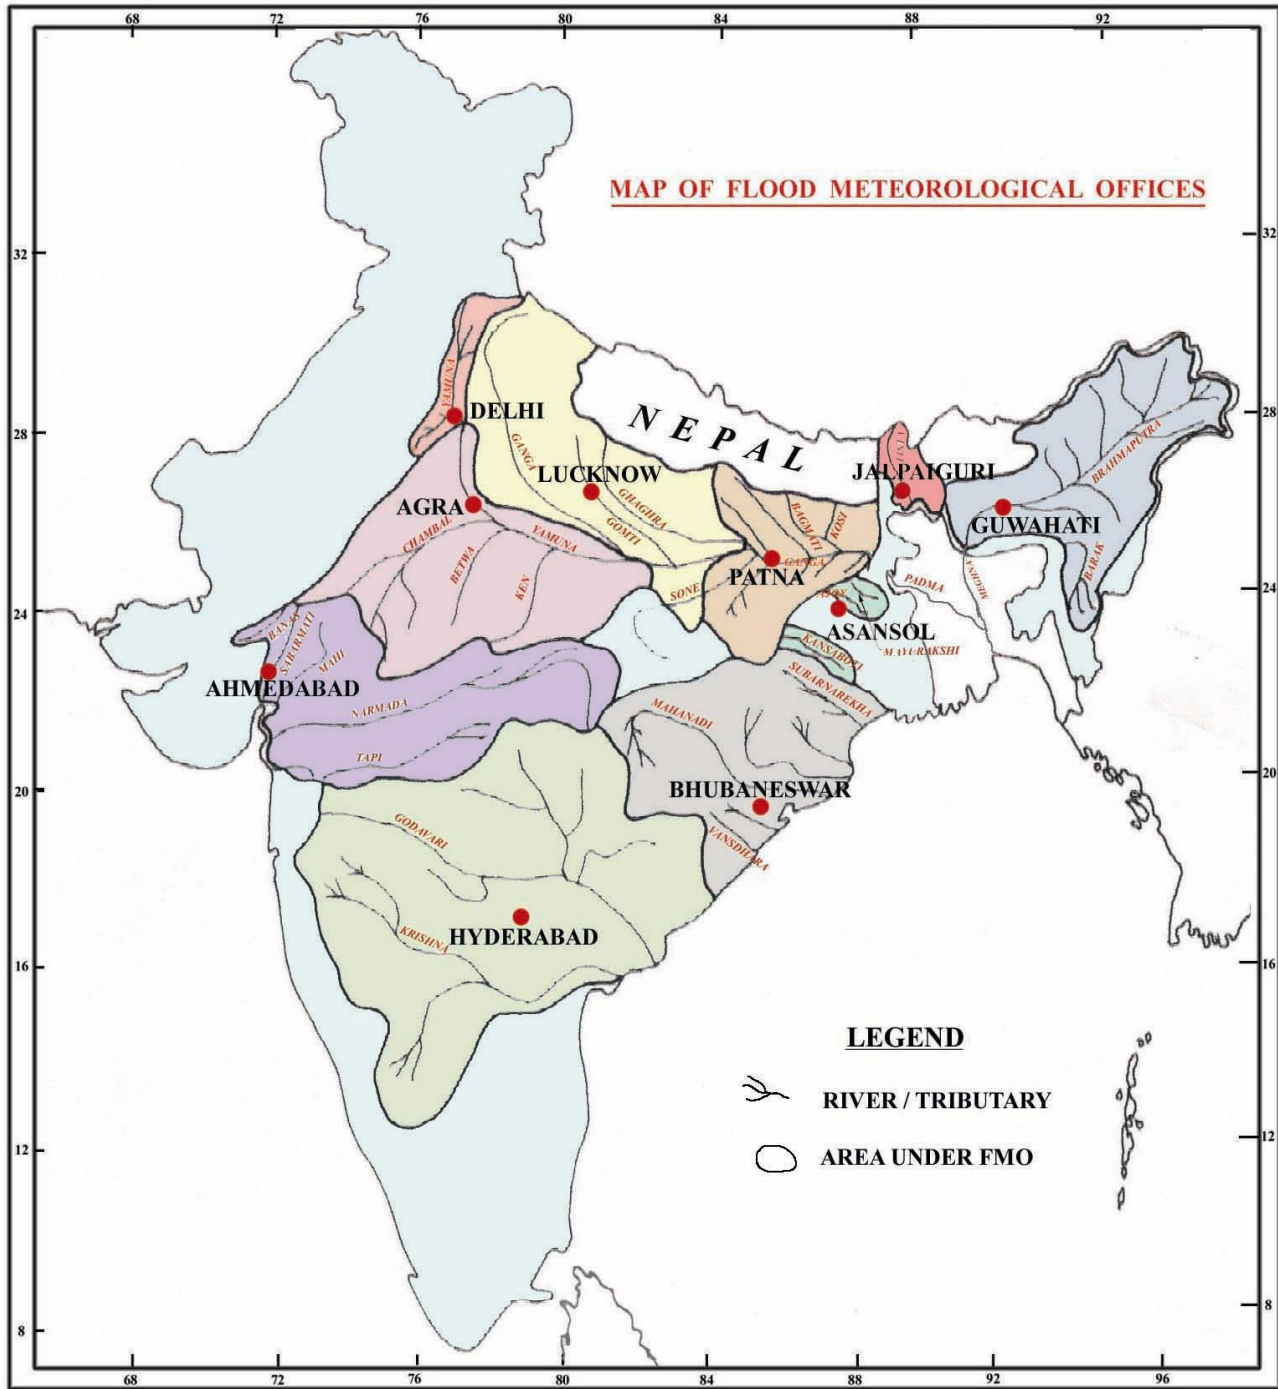 68 72 76 80 84 88 92
MAP OF FLOOD METEOROLOGICAL OFFICES
32 32
YAMUNA
DELHI
28 28
NEPAL
GANGA
LUCKNOW
JALPAIGURI
BRAHMAPUTRA
AGRA
GHAGHRA
GOMTI
BAGMATI
KOSI
GUWAHATI
CHAMBAL
YAMUNA
BETWA
KEN
GANGA
PATNA
BARAK
SONE
PADMA
MEGHNA
24 24
AJOY
ASANSOL
BANAS
SABARMATI
MAHI
KANSABOTI
MAYURAKSHI
AHMEDABAD
SUBARNAREKHA
NARMADA
MAHANADI
TAPI
20 20
BHUBANESWAR
GODAVARI
VANSDHARA
KRISHNA
HYDERABAD
16 16
LEGEND
RIVER / TRIBUTARY
12 12
AREA UNDER FMO
8 8
68 72 76 80 84 88 92 96